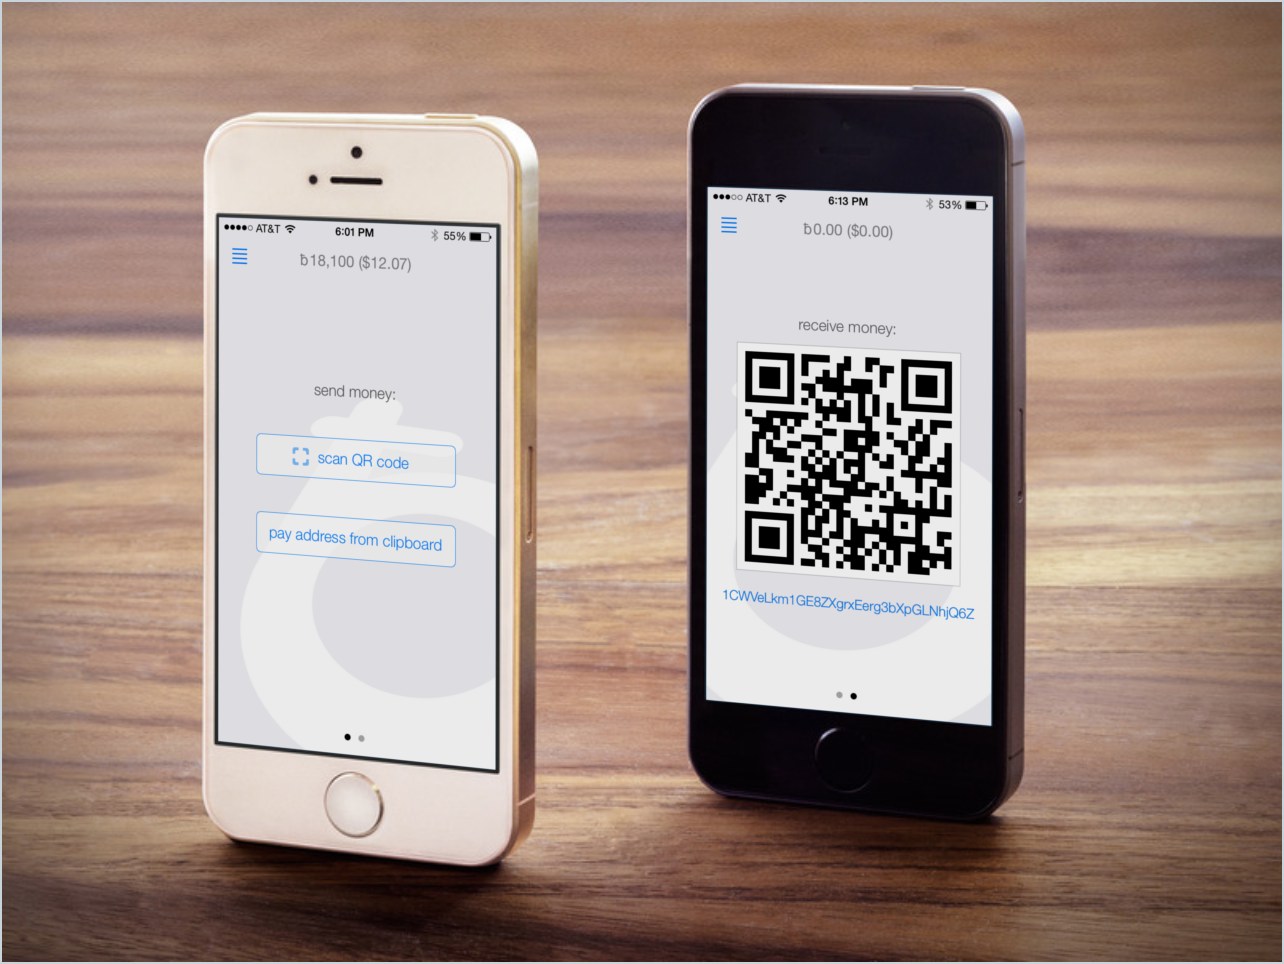 AT&T 6:01 PM 55%
ƀ18,100 ($12.07)
send money:
scan QR code
pay address from clipboard
AT&T 6:13 PM 53%
ƀ0.00 ($0.00)
receive money:
1CWVeLkm1GE8ZXgrxEerg3bXpGLNhjQ6Z